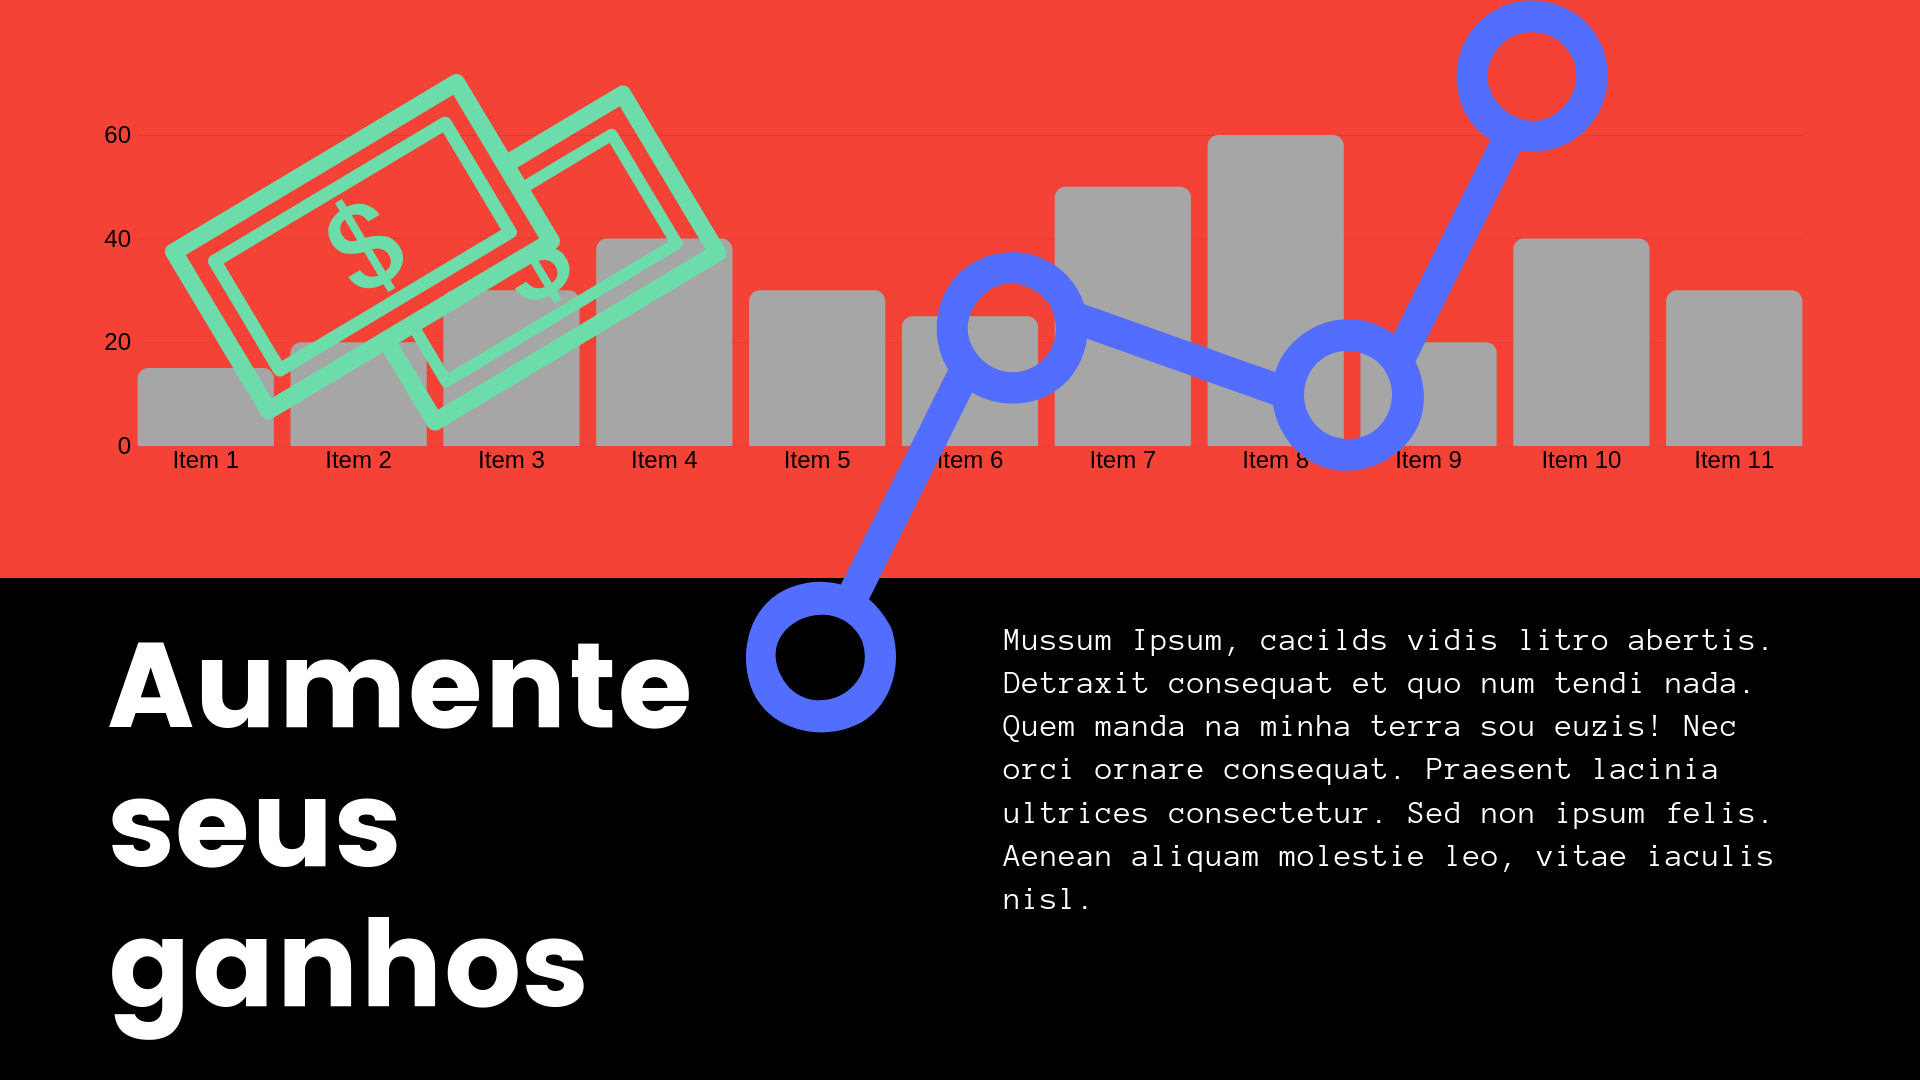 60
40
20
0
$
$
Item 1 Item 2 Item 3 Item 4 Item 5 Item 6 Item 7 Item 8 Item 9 Item 10 Item 11
Aumente
seus
ganhos
Mussum Ipsum, cacilds vidis litro abertis.
Detraxit consequat et quo num tendi nada.
Quem manda na minha terra sou euzis! Nec
orci ornare consequat. Praesent lacinia
ultrices consectetur. Sed non ipsum felis.
Aenean aliquam molestie leo, vitae iaculis
nisl.